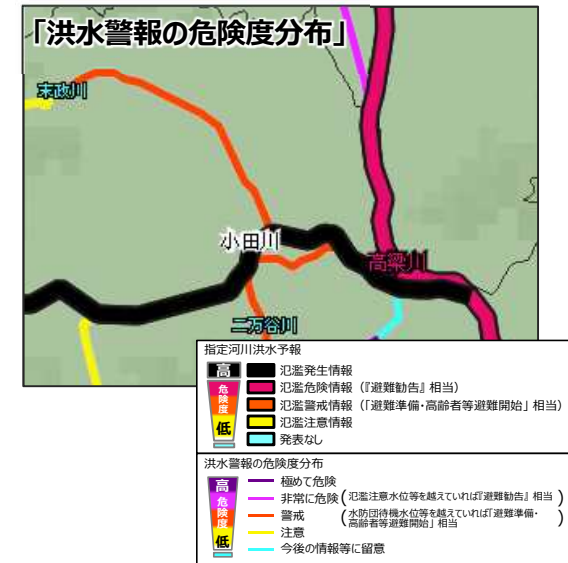 「洪水警報の危険度分布」
末政川
小田川
高梁川
二万谷川
指定河川洪水予報
高
危険度
低
氾濫発生情報
氾濫危険情報（『避難勧告』相当）
氾濫警戒情報（「避難準備・高齢者等避難開始」相当）
氾濫注意情報
発表なし
洪水警報の危険度分布
高
危険度
低
極めて危険
非常に危険（氾濫注意水位等を越えていれば『避難勧告』相当）
警戒（水防団待機水位等を越えていれば「避難準備・
高齢者等避難開始」相当）
注意
今後の情報等に留意